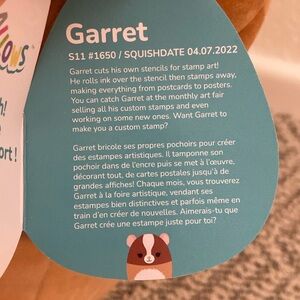 Garret
S11 #1650 / SQUISHDATE 04.07.2022
Garret cuts his own stencils for stamp art!
He rolls ink over the stencil then stamps away,
making everything from postcards to posters.
You can catch Garret at the monthly art fair
selling all his custom stamps and even
working on some new ones. Want Garret to
make you a custom stamp?
Garret bricole ses propres pochoirs pour créer
des estampes artistiques. Il tamponne son
pochoir dans de l'encre puis se met à l'œuvre,
décorant tout, de cartes postales jusqu'à de
grandes affiches! Chaque mois, vous trouverez
Garret à la foire artistique, vendant ses
estampes bien distinctives et parfois même en
train d'en créer de nouvelles. Aimerais-tu que
Garret crée une estampe juste pour toi?